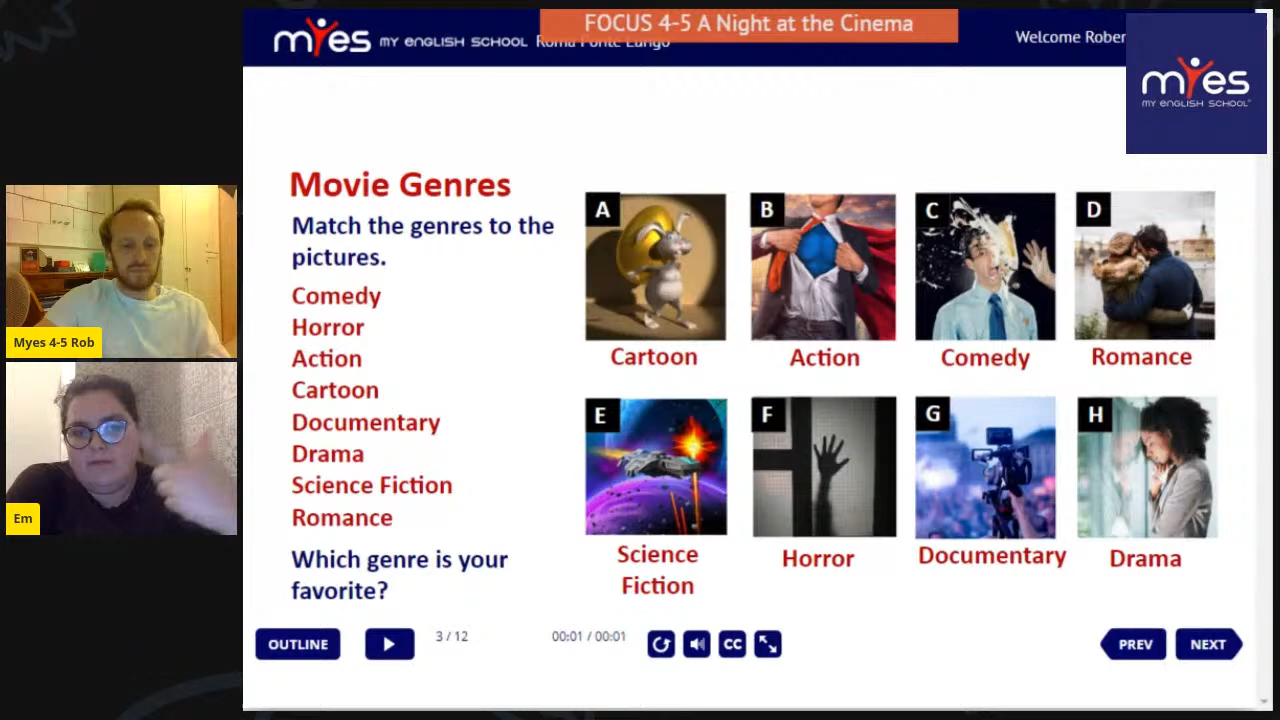 FOCUS 4-5 A Night at the Cinema
myes MY ENGLISH SCHOOL Roma Ponte Lungo
Welcome Rober
myes
MY ENGLISH SCHOOL
Movie Genres
Match the genres to the
pictures.
Comedy
Horror
Action
Cartoon
Documentary
Drama
Science Fiction
Romance
Which genre is your
favorite?
A
B
C
D
Cartoon
Action
Comedy
Romance
E
F
G
H
Science
Fiction
Horror
Documentary
Drama
Myes 4-5 Rob
Em
OUTLINE
3 / 12
00:01 / 00:01
CC
PREV
NEXT